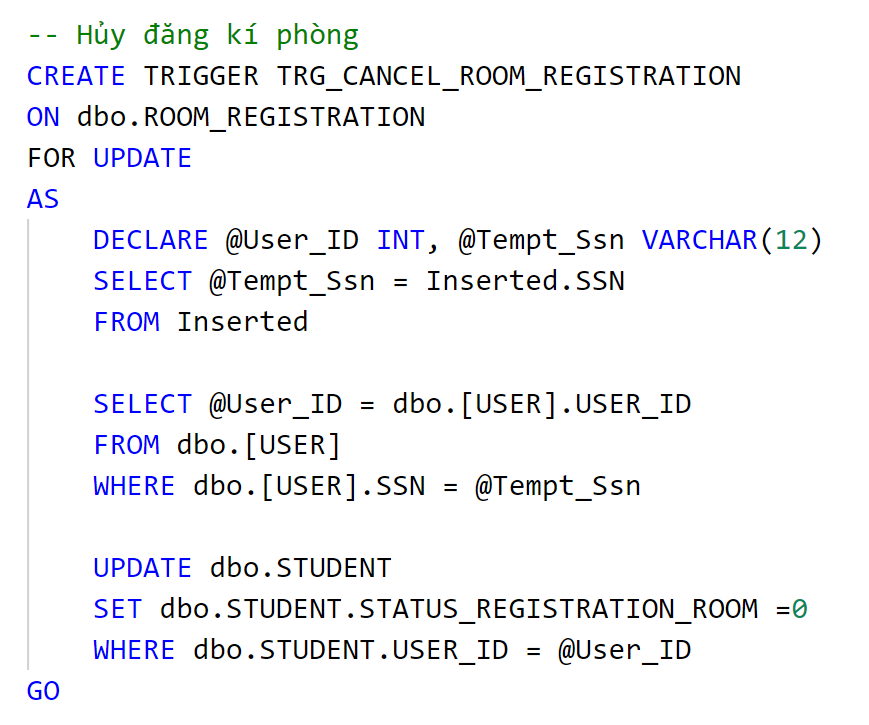 -- Hủy đăng kí phòng
CREATE TRIGGER TRG_CANCEL_ROOM_REGISTRATION
ON dbo.ROOM_REGISTRATION
FOR UPDATE
AS
DECLARE @User_ID INT, @Tempt_Ssn VARCHAR(12)
SELECT @Tempt_Ssn = Inserted.SSN
FROM Inserted
SELECT @User_ID = dbo.[USER].USER_ID
FROM dbo.[USER]
WHERE dbo.[USER].SSN = @Tempt_Ssn
UPDATE dbo.STUDENT
SET dbo.STUDENT.STATUS_REGISTRATION_ROOM =0
WHERE dbo.STUDENT.USER_ID = @User_ID
GO